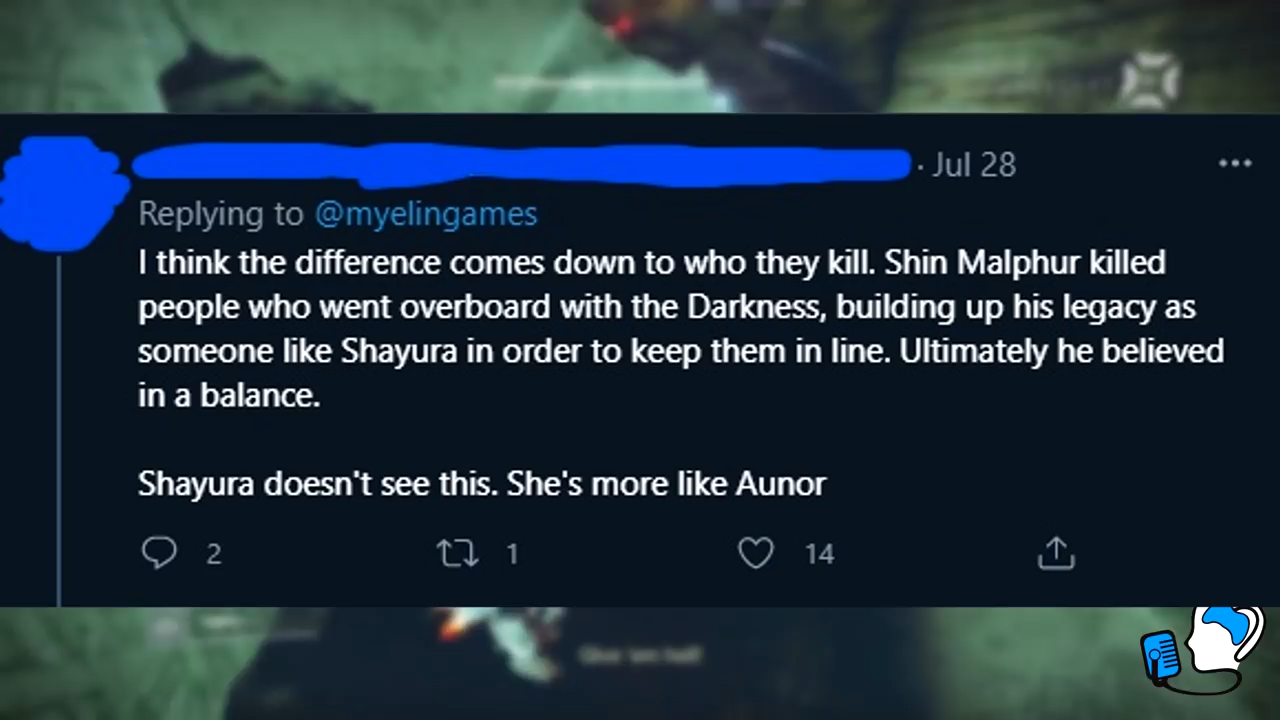 · Jul 28
Replying to @myelingames
I think the difference comes down to who they kill. Shin Malphur killed
people who went overboard with the Darkness, building up his legacy as
someone like Shayura in order to keep them in line. Ultimately he believed
in a balance.
Shayura doesn't see this. She's more like Aunor
2 1 14